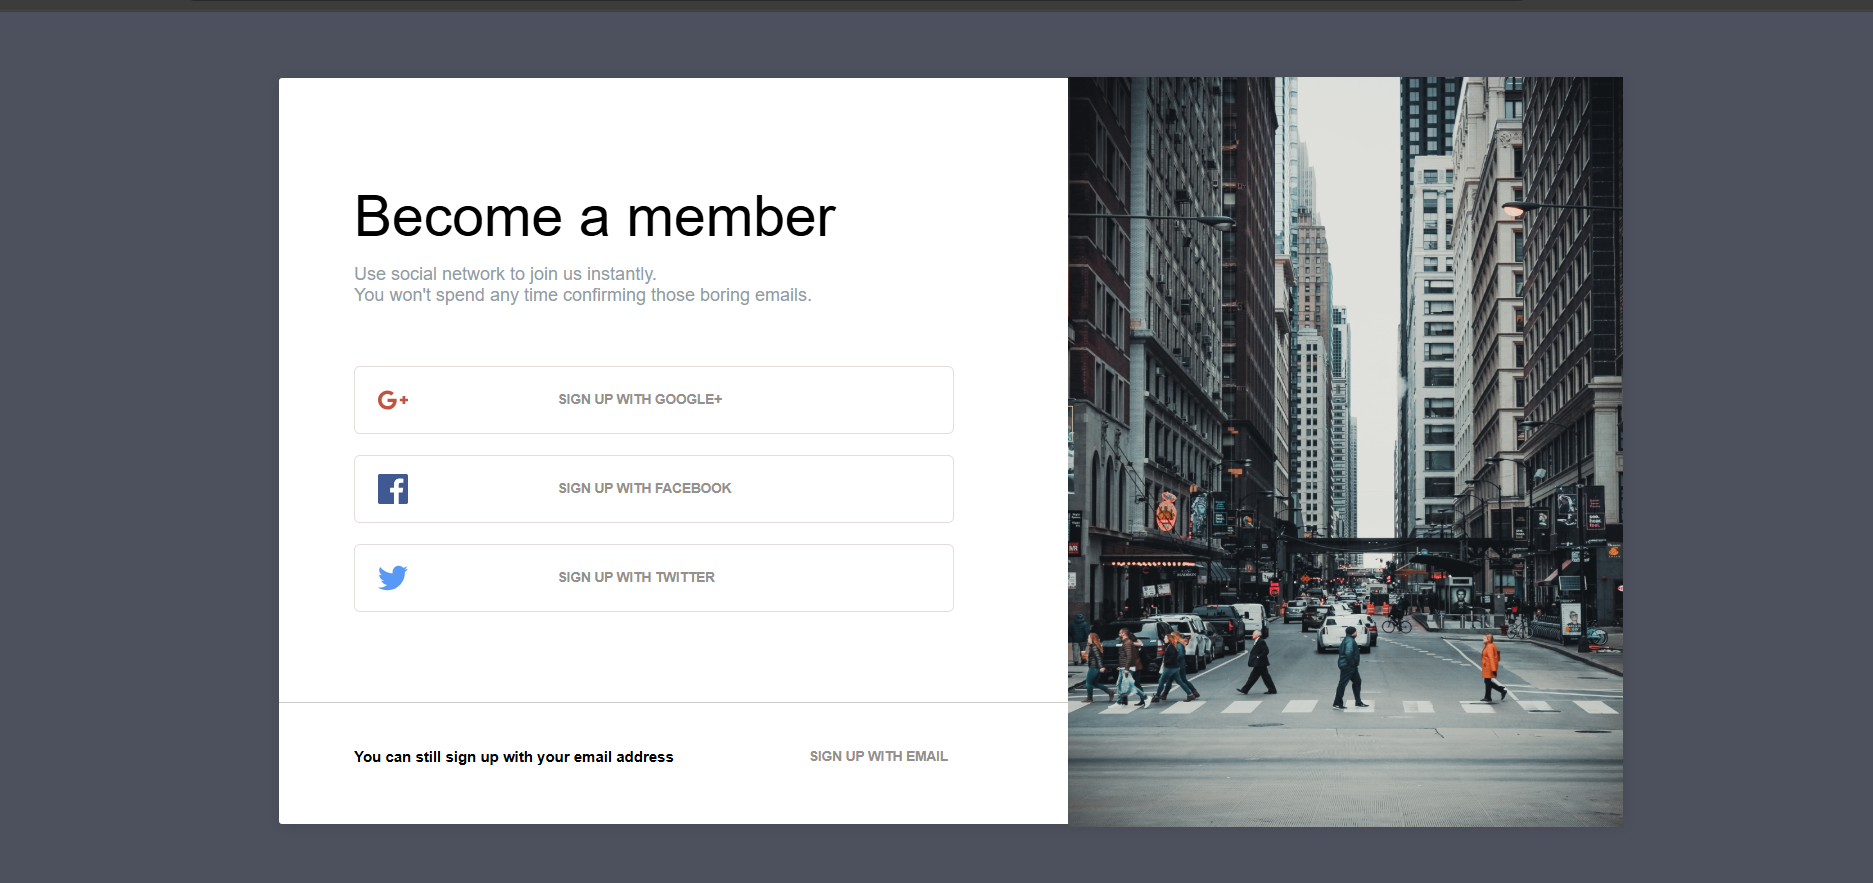 Become a member
Use social network to join us instantly.
You won't spend any time confirming those boring emails.
G+
SIGN UP WITH GOOGLE+
SIGN UP WITH FACEBOOK
SIGN UP WITH TWITTER
You can still sign up with your email address
SIGN UP WITH EMAIL